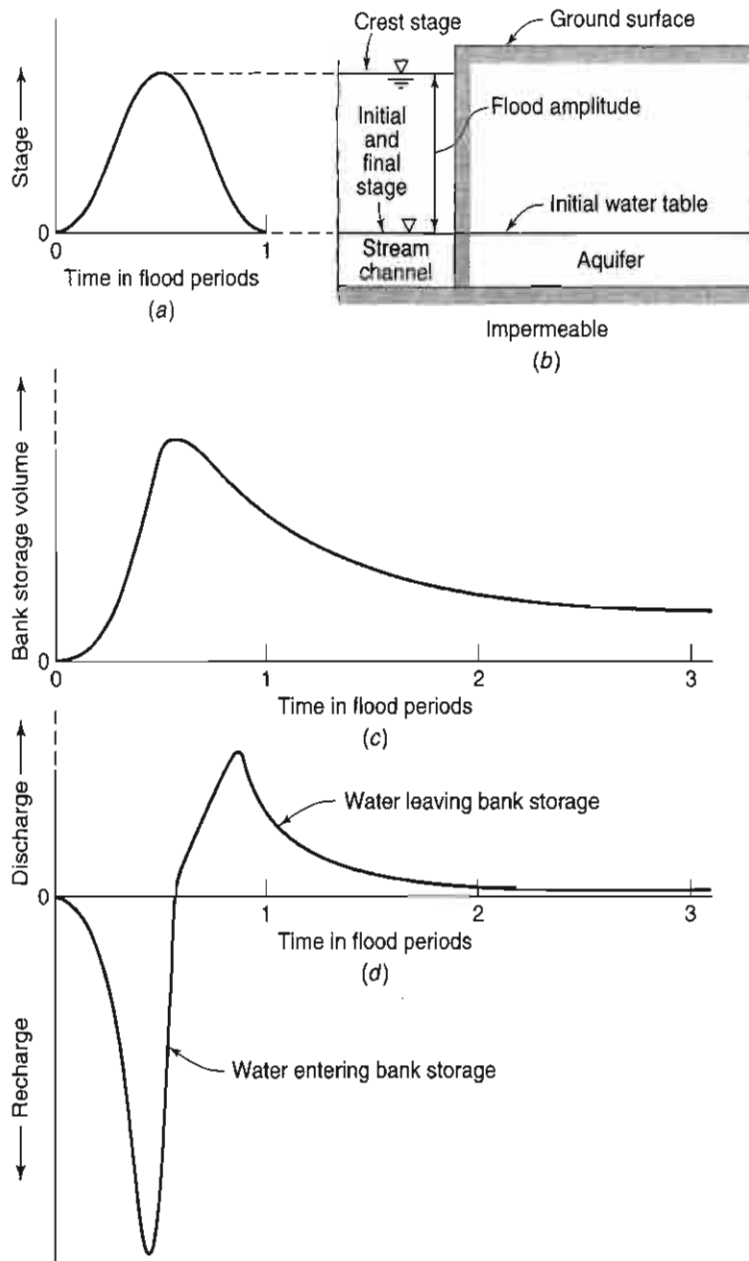 Crest stage
Ground surface
Stage
Initial
and
final
stage
Flood amplitude
Initial water table
0
0
1
Stream
channel
Aquifer
Time in flood periods
(a)
Impermeable
(b)
Bank storage volume
0
0
1
2
3
Time in flood periods
(c)
Discharge
Water leaving bank storage
0
1
2
3
Time in flood periods
(d)
Recharge
Water entering bank storage